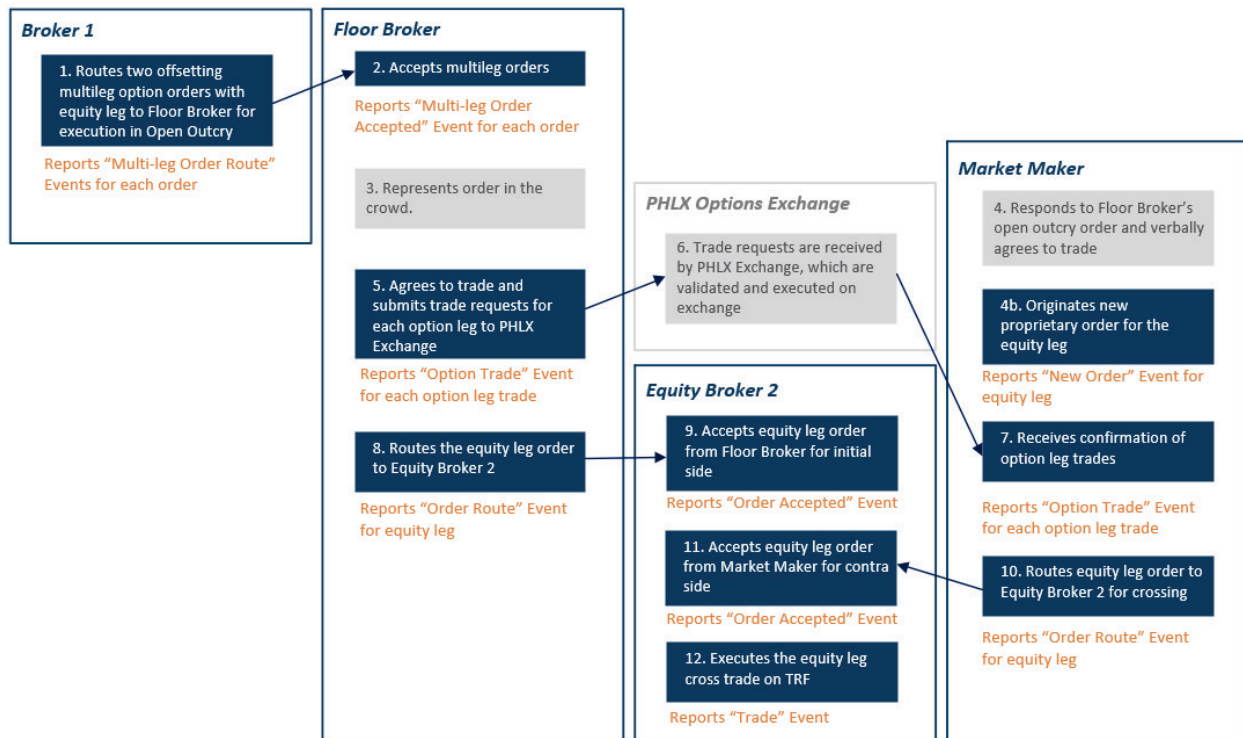 Broker 1
1. Routes two offsetting
multileg option orders with
equity leg to Floor Broker for
execution in Open Outcry
Reports “Multi-leg Order Route”
Events for each order
Floor Broker
2. Accepts multileg orders
Reports “Multi-leg Order
Accepted” Event for each order
3. Represents order in the
crowd.
5. Agrees to trade and
submits trade requests for
each option leg to PHLX
Exchange
Reports “Option Trade” Event
for each option leg trade
8. Routes the equity leg order
to Equity Broker 2
Reports “Order Route” Event
for equity leg
PHLX Options Exchange
6. Trade requests are received
by PHLX Exchange, which are
validated and executed on
exchange
Equity Broker 2
9. Accepts equity leg order
from Floor Broker for initial
side
Reports “Order Accepted” Event
11. Accepts equity leg order
from Market Maker for contra
side
Reports “Order Accepted” Event
12. Executes the equity leg
cross trade on TRF
Reports “Trade” Event
Market Maker
4. Responds to Floor Broker’s
open outcry order and verbally
agrees to trade
4b. Originates new
proprietary order for the
equity leg
Reports “New Order” Event for
equity leg
7. Receives confirmation of
option leg trades
Reports “Option Trade” Event
for each option leg trade
10. Routes equity leg order to
Equity Broker 2 for crossing
Reports “Order Route” Event
for equity leg